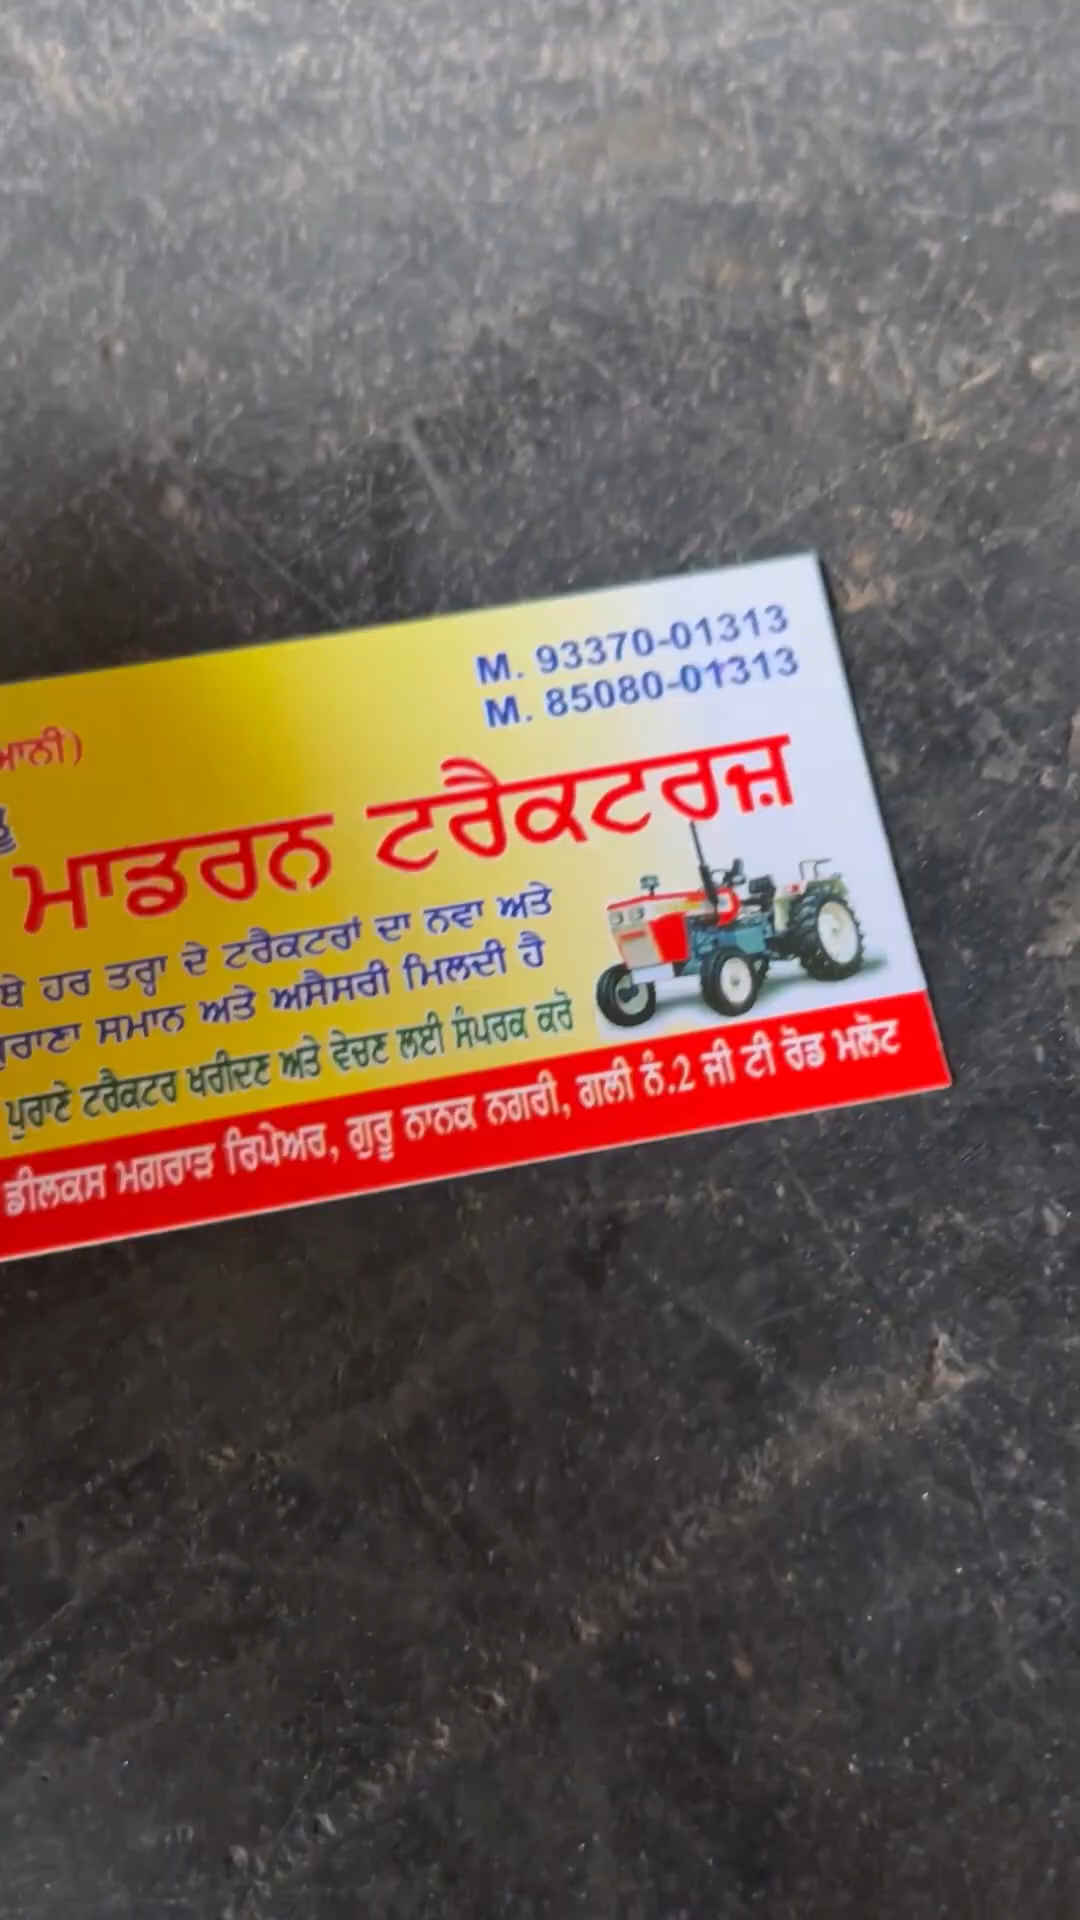 M. 93370-01313
M. 85080-01313
ਮਾਡਰਨ ਟਰੈਕਟਰਜ਼
ਹਰ ਤਰ੍ਹਾ ਦੇ ਟਰੈਕਟਰਾਂ ਦਾ ਨਵਾ ਅਤੇ
ਸਮਾਨ ਅਤੇ ਅਸੈਸਰੀ ਮਿਲਦੀ ਹੈ
ਪੁਰਾਣੇ ਟਰੈਕਟਰ ਖਰੀਦਣ ਅਤੇ ਵੇਚਣ ਲਈ ਸੰਪਰਕ ਕਰੋ
ਡੀਲਕਸ ਮਗਰਾੜ ਰਿਪੇਅਰ, ਗੁਰੂ ਨਾਨਕ ਨਗਰੀ, ਗਲੀ ਨੰ.2 ਜੀ ਟੀ ਰੋਡ ਮਲੋਟ